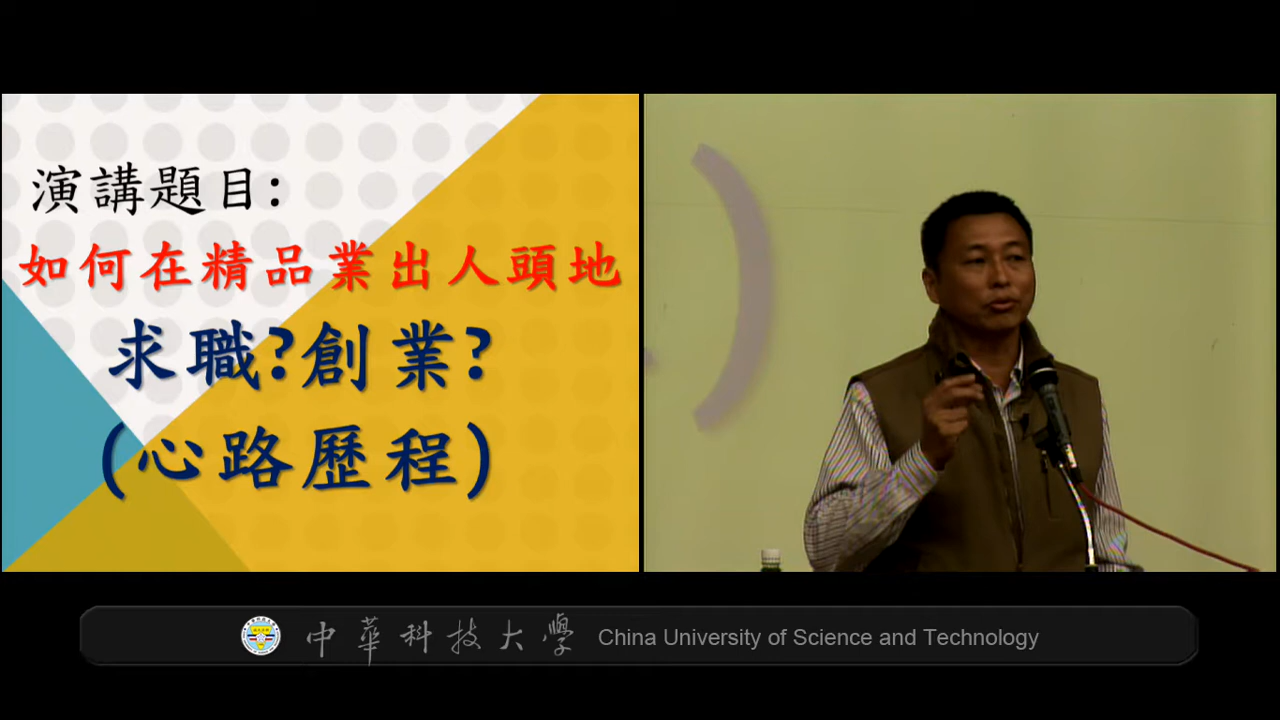 演講題目:
如何在精品業出人頭地
求職?創業?
(心路歷程)
中華科技大學 China University of Science and Technology